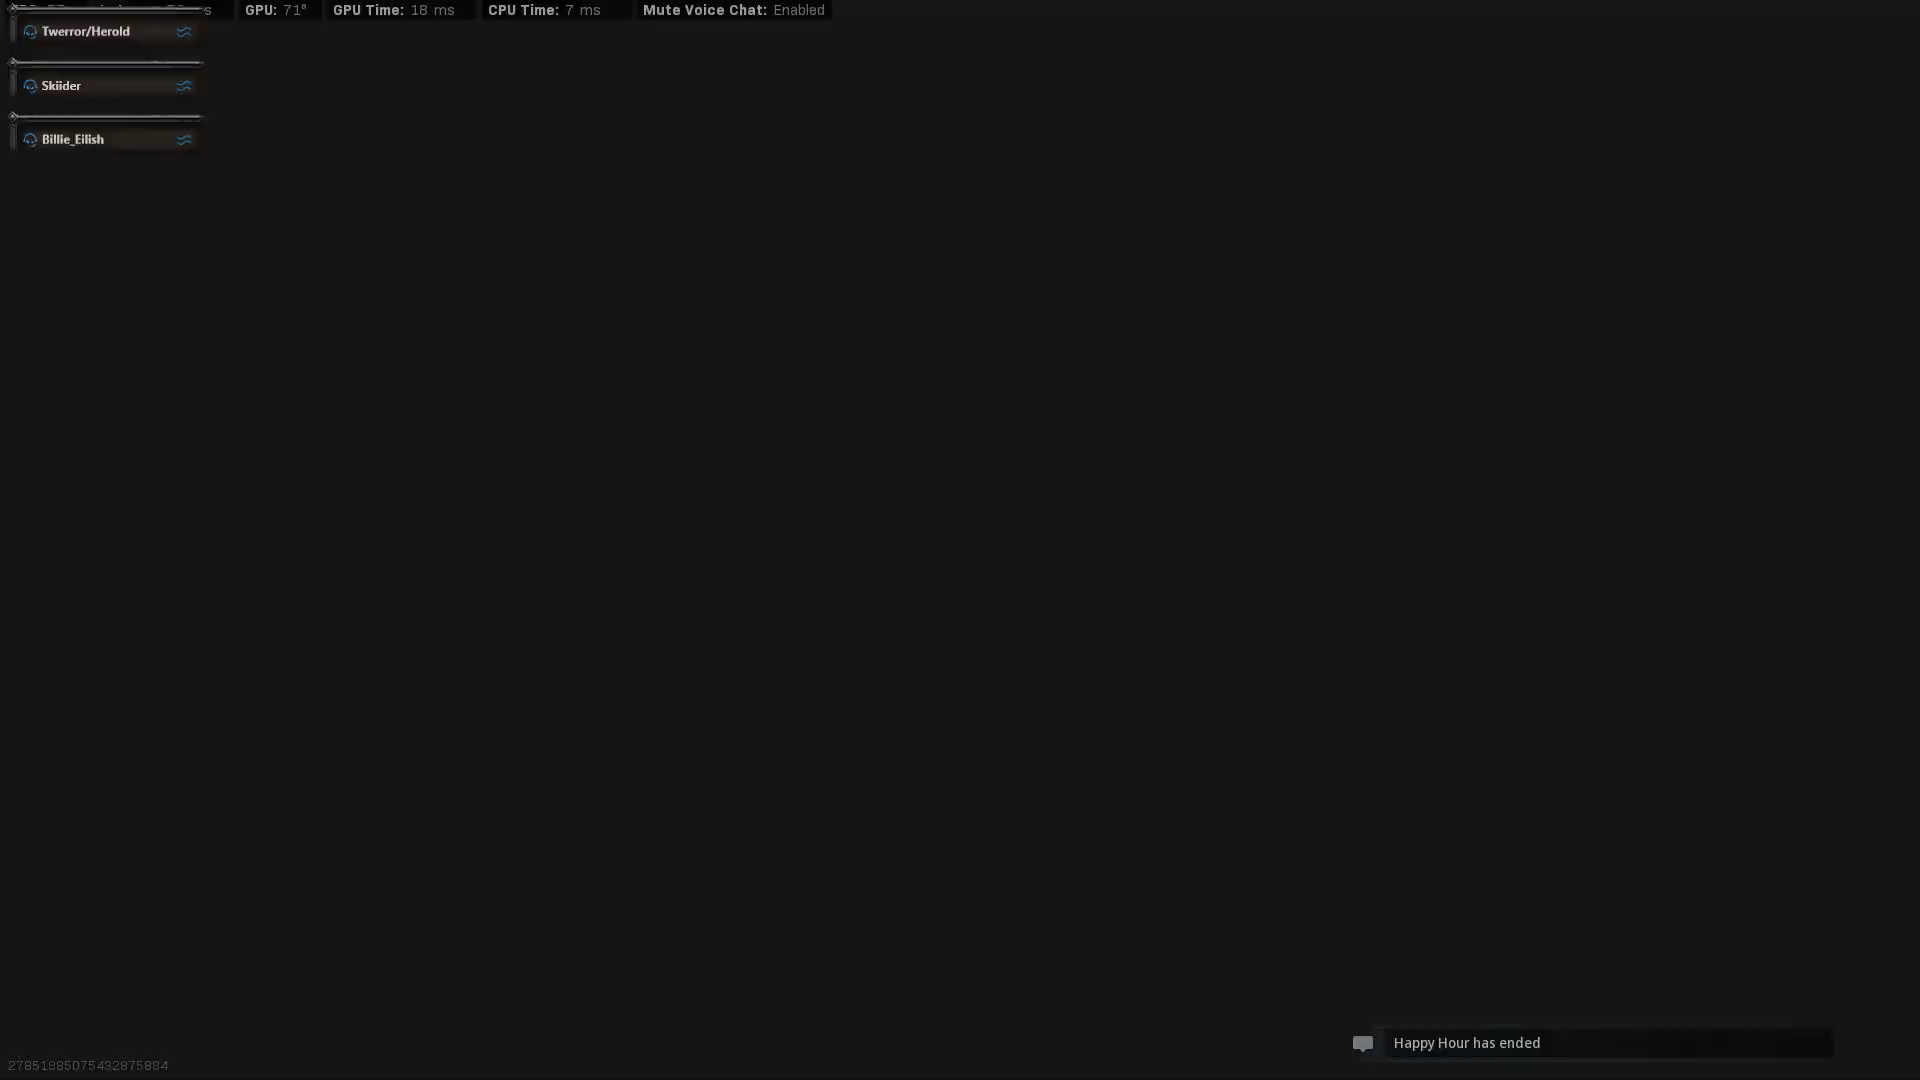 GPU: 71° GPU Time: 18 ms CPU Time: 7 ms Mute Voice Chat: Enabled
Twerror/Herold
Skiider
Billie_Eilish
Happy Hour has ended
27851985075432875884